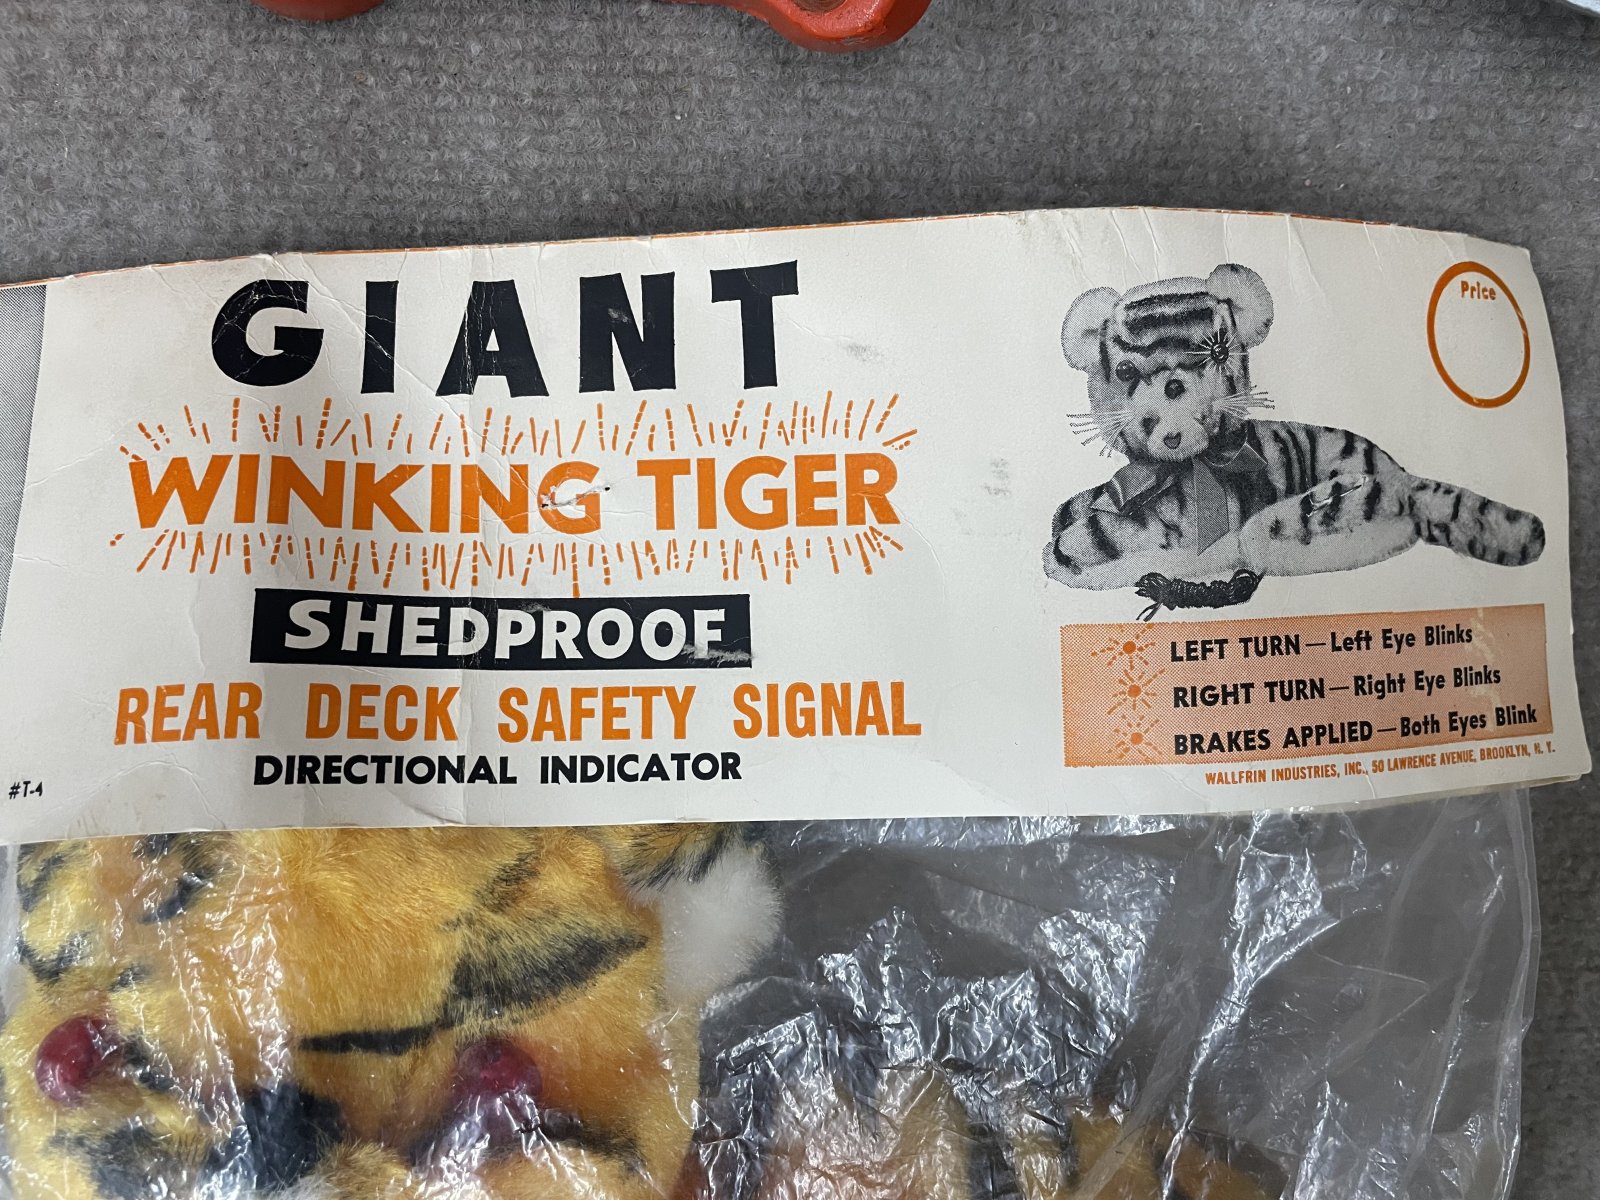 GIANT
WINKING TIGER
SHEDPROOF
REAR DECK SAFETY SIGNAL
DIRECTIONAL INDICATOR
#T-4
Price
LEFT TURN — Left Eye Blinks
RIGHT TURN — Right Eye Blinks
BRAKES APPLIED — Both Eyes Blink
WALLFRIN INDUSTRIES, INC., 50 LAWRENCE AVENUE, BROOKLYN, N. Y.